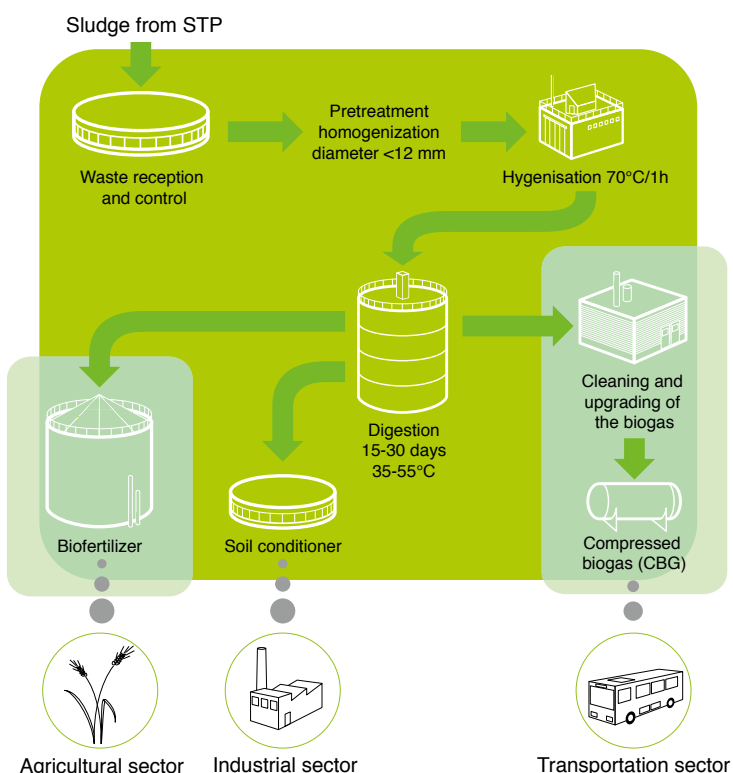 Sludge from STP
Waste reception
and control
Pretreatment
homogenization
diameter <12 mm
Hygenisation 70°C/1h
Digestion
15-30 days
35-55°C
Cleaning and
upgrading of
the biogas
Biofertilizer
Soil conditioner
Compressed
biogas (CBG)
Agricultural sector
Industrial sector
Transportation sector